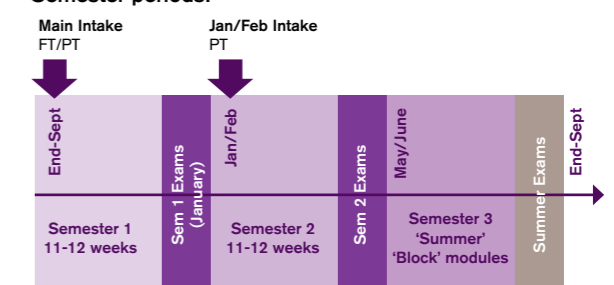 Semester periods:
Main Intake
FT/PT
Jan/Feb Intake
PT
End-Sept
Sem 1 Exams
(January)
Jan/Feb
Sem 2 Exams
May/June
Summer Exams
End-Sept
Semester 1
11-12 weeks
Semester 2
11-12 weeks
Semester 3
‘Summer’
‘Block’ modules